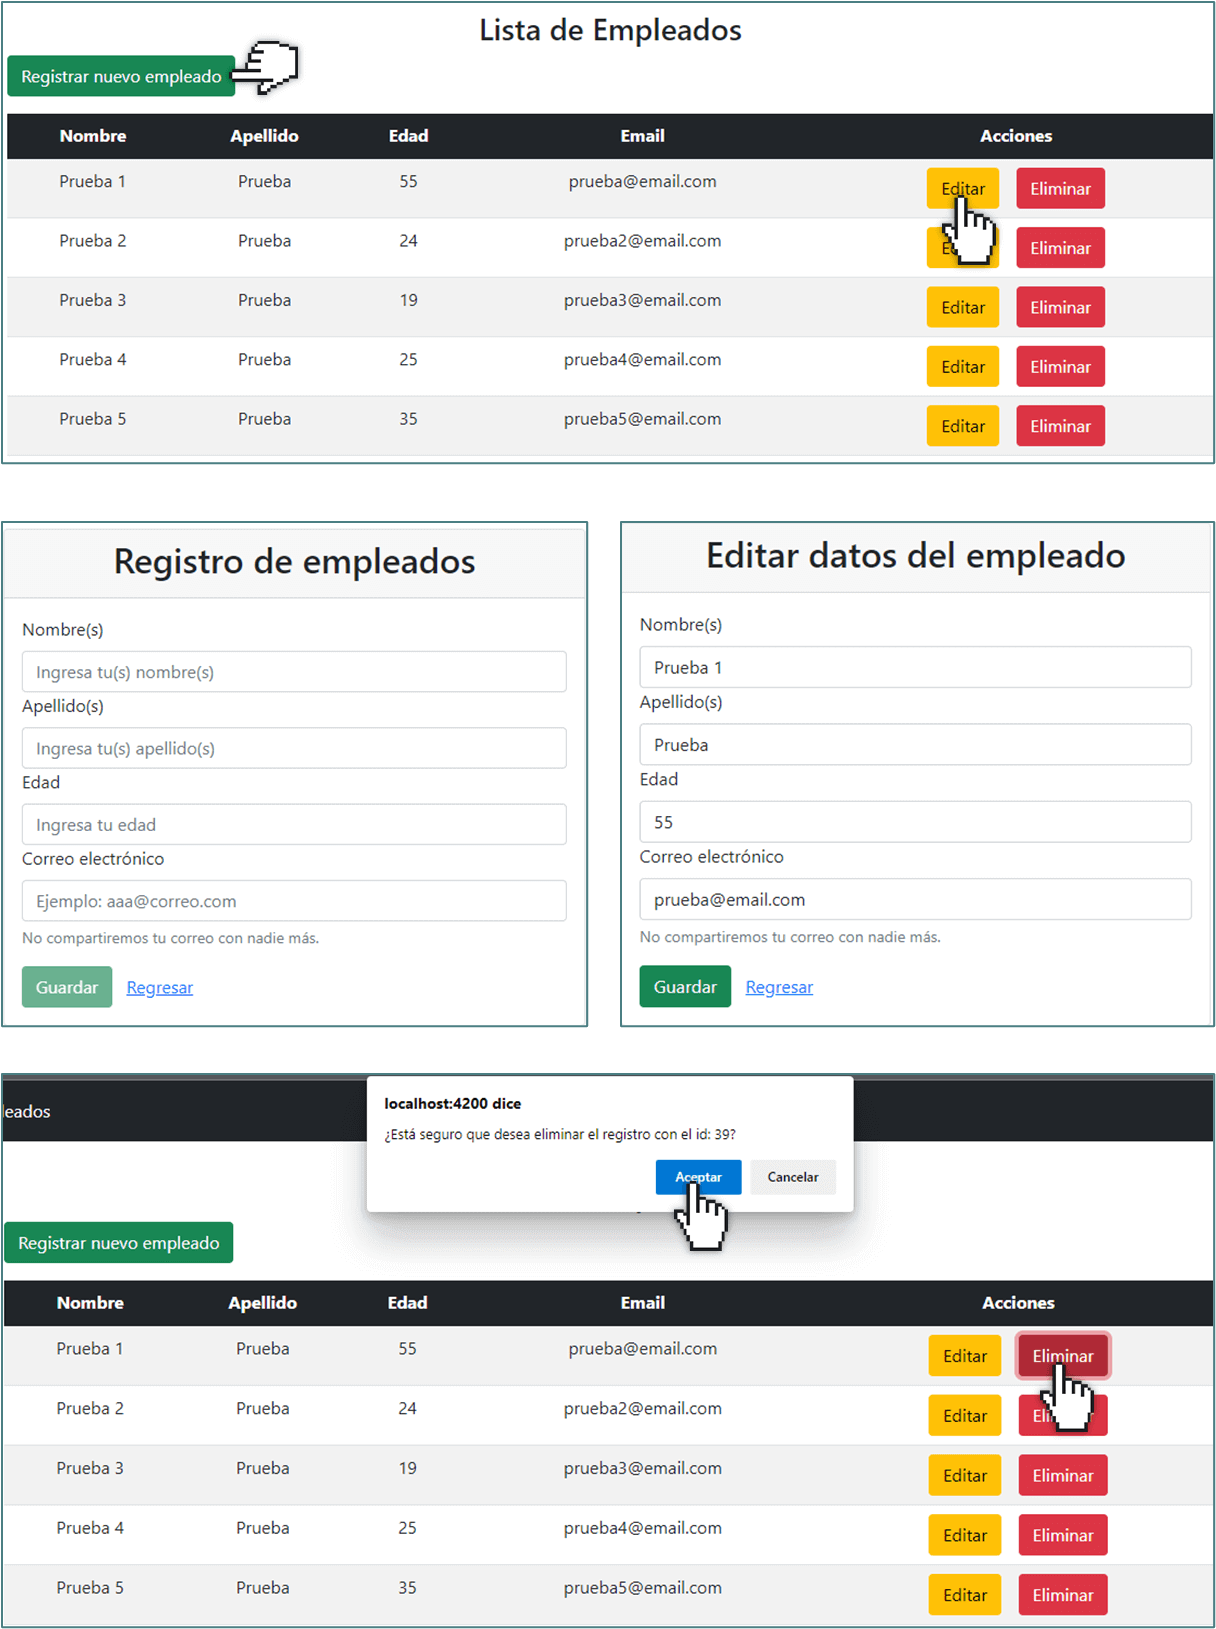 Lista de Empleados
Registrar nuevo empleado
Nombre Apellido Edad Email Acciones
Prueba 1 Prueba 55 prueba@email.com Editar Eliminar
Prueba 2 Prueba 24 prueba2@email.com Eliminar
Prueba 3 Prueba 19 prueba3@email.com Editar Eliminar
Prueba 4 Prueba 25 prueba4@email.com Editar Eliminar
Prueba 5 Prueba 35 prueba5@email.com Editar Eliminar
Registro de empleados
Nombre(s)
Ingresa tu(s) nombre(s)
Apellido(s)
Ingresa tu(s) apellido(s)
Edad
Ingresa tu edad
Correo electrónico
Ejemplo: aaa@correo.com
No compartiremos tu correo con nadie más.
Guardar Regresar
Editar datos del empleado
Nombre(s)
Prueba 1
Apellido(s)
Prueba
Edad
55
Correo electrónico
prueba@email.com
No compartiremos tu correo con nadie más.
Guardar Regresar
leados
localhost:4200 dice
¿Está seguro que desea eliminar el registro con el id: 39?
Aceptar Cancelar
Registrar nuevo empleado
Nombre Apellido Edad Email Acciones
Prueba 1 Prueba 55 prueba@email.com Editar Eliminar
Prueba 2 Prueba 24 prueba2@email.com Editar
Prueba 3 Prueba 19 prueba3@email.com Editar Eliminar
Prueba 4 Prueba 25 prueba4@email.com Editar Eliminar
Prueba 5 Prueba 35 prueba5@email.com Editar Eliminar